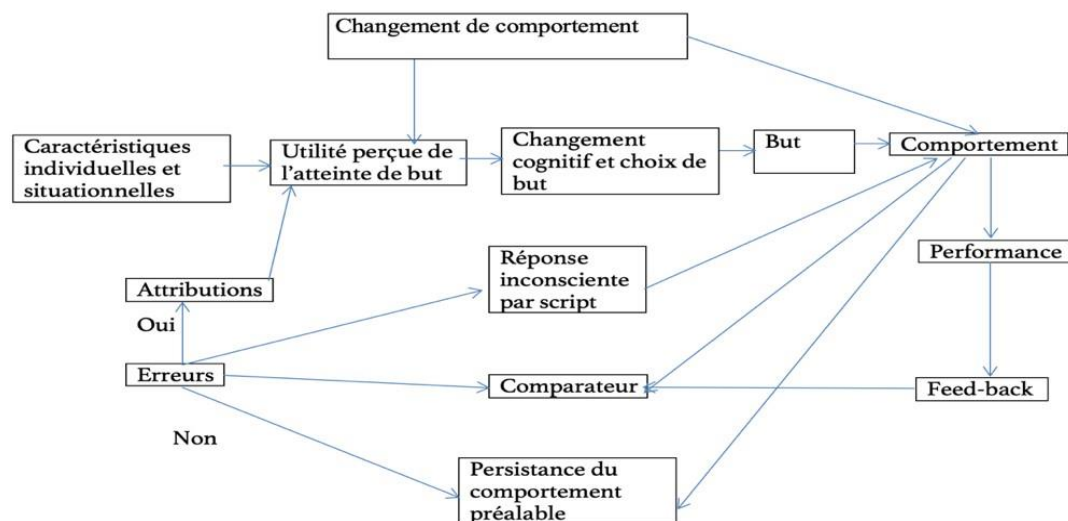 Changement de comportement
Caractéristiques
individuelles et
situationnelles
Utilité perçue de
l'atteinte de but
Changement
cognitif et choix de
but
But
Comportement
Réponse
inconsciente
par script
Performance
Attributions
Oui
Erreurs
Comparateur
Feed-back
Non
Persistance du
comportement
préalable